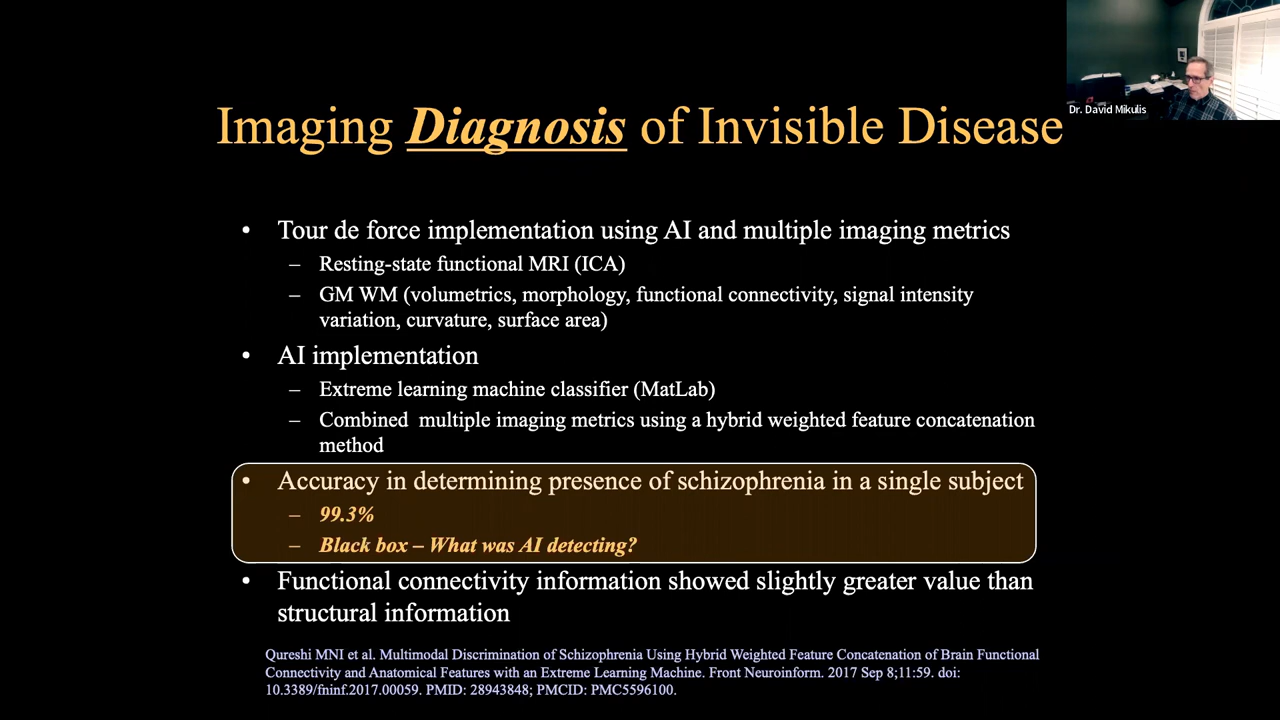 Dr. David Mikulis
Imaging Diagnosis of Invisible Disease
• Tour de force implementation using AI and multiple imaging metrics
– Resting-state functional MRI (ICA)
– GM WM (volumetrics, morphology, functional connectivity, signal intensity
variation, curvature, surface area)
• AI implementation
– Extreme learning machine classifier (MatLab)
– Combined multiple imaging metrics using a hybrid weighted feature concatenation
method
• Accuracy in determining presence of schizophrenia in a single subject
– 99.3%
– Black box – What was AI detecting?
• Functional connectivity information showed slightly greater value than
structural information
Qureshi MNI et al. Multimodal Discrimination of Schizophrenia Using Hybrid Weighted Feature Concatenation of Brain Functional
Connectivity and Anatomical Features with an Extreme Learning Machine. Front Neuroinform. 2017 Sep 8;11:59. doi:
10.3389/fninf.2017.00059. PMID: 28943848; PMCID: PMC5596100.